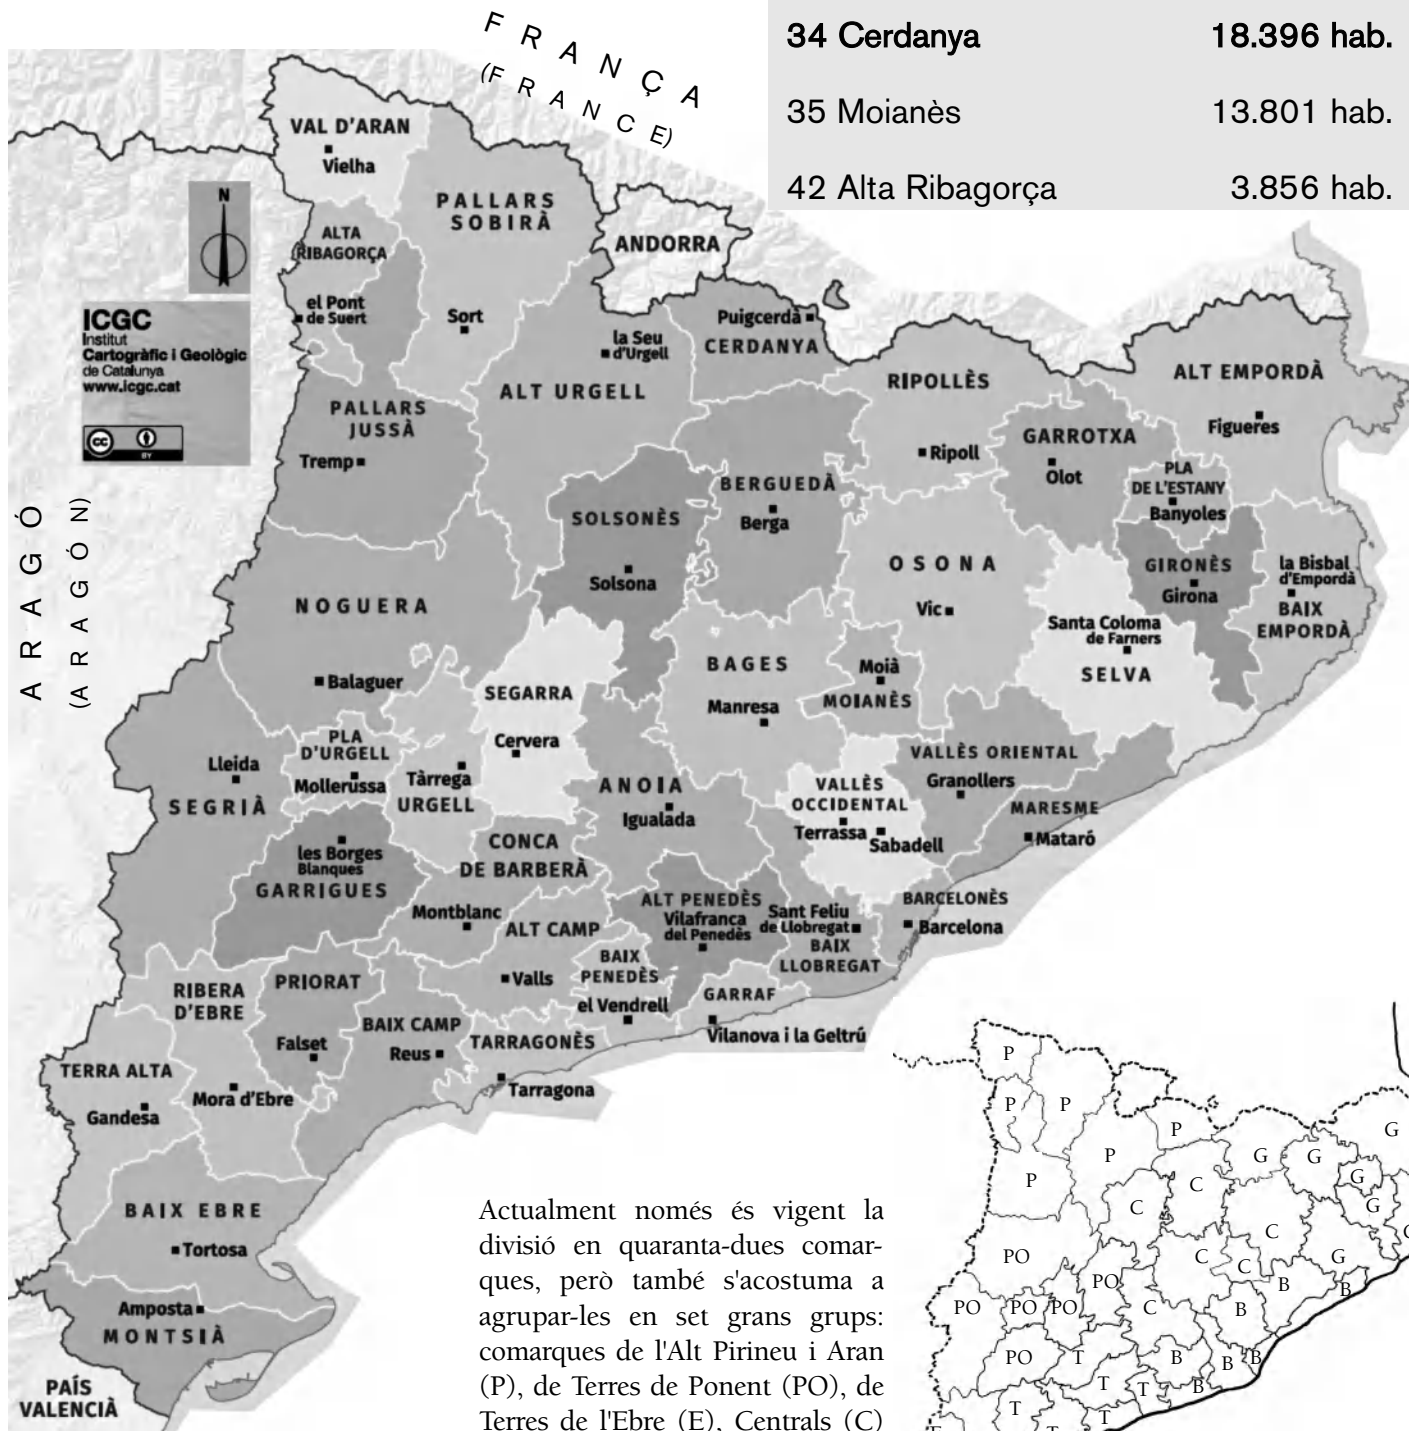 FRANÇA
(FRANCE)
34 Cerdanya 18.396 hab.
35 Moianès 13.801 hab.
42 Alta Ribagorça 3.856 hab.
VAL D'ARAN
Vielha
N
PALLARS
SOBIRÀ
ALTA
RIBAGORÇA
ANDORRA
el Pont
de Suert
Sort
la Seu
d'Urgell
Puigcerdà
CERDANYA
ICGC
Institut
Cartogràfic i Geològic
de Catalunya
www.icgc.cat
cc
BY
ALT URGELL
RIPOLLÈS
ALT EMPORDÀ
PALLARS
JUSSÀ
Tremp
Figueres
GARROTXA
Ripoll
Olot
PLA
DE L'ESTANY
Banyoles
BERGUEDÀ
Berga
SOLSONÈS
Solsona
ARAGÓ
(ARAGÓN)
OSONA
Vic
GIRONÈS
Girona
la Bisbal
d'Empordà
BAIX
EMPORDÀ
NOGUERA
Balaguer
Santa Coloma
de Farners
SELVA
BAGES
Manresa
Moià
MOIANÈS
SEGARRA
Cervera
PLA
D'URGELL
Mollerussa
Lleida
SEGRIÀ
Tàrrega
URGELL
ANOIA
Igualada
VALLÈS
OCCIDENTAL
Terrassa
Sabadell
VALLÈS ORIENTAL
Granollers
MARESME
Mataró
les Borges
Blanques
GARRIGUES
CONCA
DE BARBERÀ
Montblanc
ALT PENEDÈS
Vilafranca
del Penedès
Sant Feliu
de Llobregat
BAIX
LLOBREGAT
BARCELONÈS
Barcelona
ALT CAMP
Valls
BAIX
PENEDÈS
el Vendrell
GARRAF
Vilanova i la Geltrú
RIBERA
D'EBRE
PRIORAT
Falset
BAIX CAMP
Reus
TARRAGONÈS
Tarragona
TERRA ALTA
Gandesa
Mora d'Ebre
BAIX EBRE
Tortosa
Amposta
MONTSIÀ
PAÍS
VALENCIÀ
Actualment només és vigent la
divisió en quaranta-dues comar-
ques, però també s'acostuma a
agrupar-les en set grans grups:
comarques de l'Alt Pirineu i Aran
(P), de Terres de Ponent (PO), de
Terres de l'Ebre (E), Centrals (C)
P
P P
P G
P G G
P C G
C G
PO C G
PO C C B
PO PO PO C B B
PO T B B B
T T B
T T